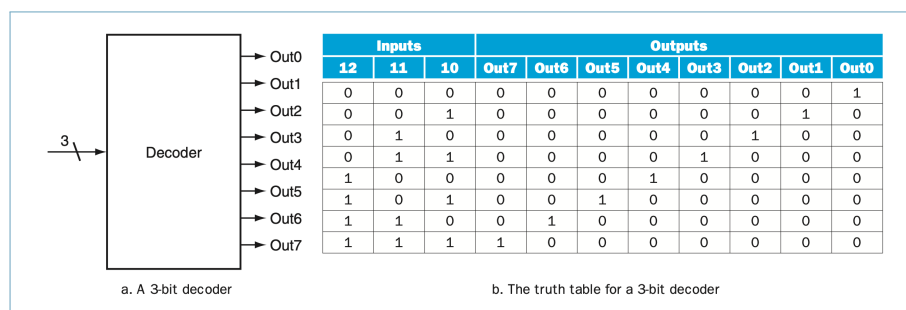 3
Decoder
Out0
Out1
Out2
Out3
Out4
Out5
Out6
Out7
a. A 3-bit decoder
Inputs Outputs
12 11 10 Out7 Out6 Out5 Out4 Out3 Out2 Out1 Out0
0 0 0 0 0 0 0 0 0 0 1
0 0 1 0 0 0 0 0 0 1 0
0 1 0 0 0 0 0 0 1 0 0
0 1 1 0 0 0 0 1 0 0 0
1 0 0 0 0 0 1 0 0 0 0
1 0 1 0 0 1 0 0 0 0 0
1 1 0 0 1 0 0 0 0 0 0
1 1 1 1 0 0 0 0 0 0 0
b. The truth table for a 3-bit decoder